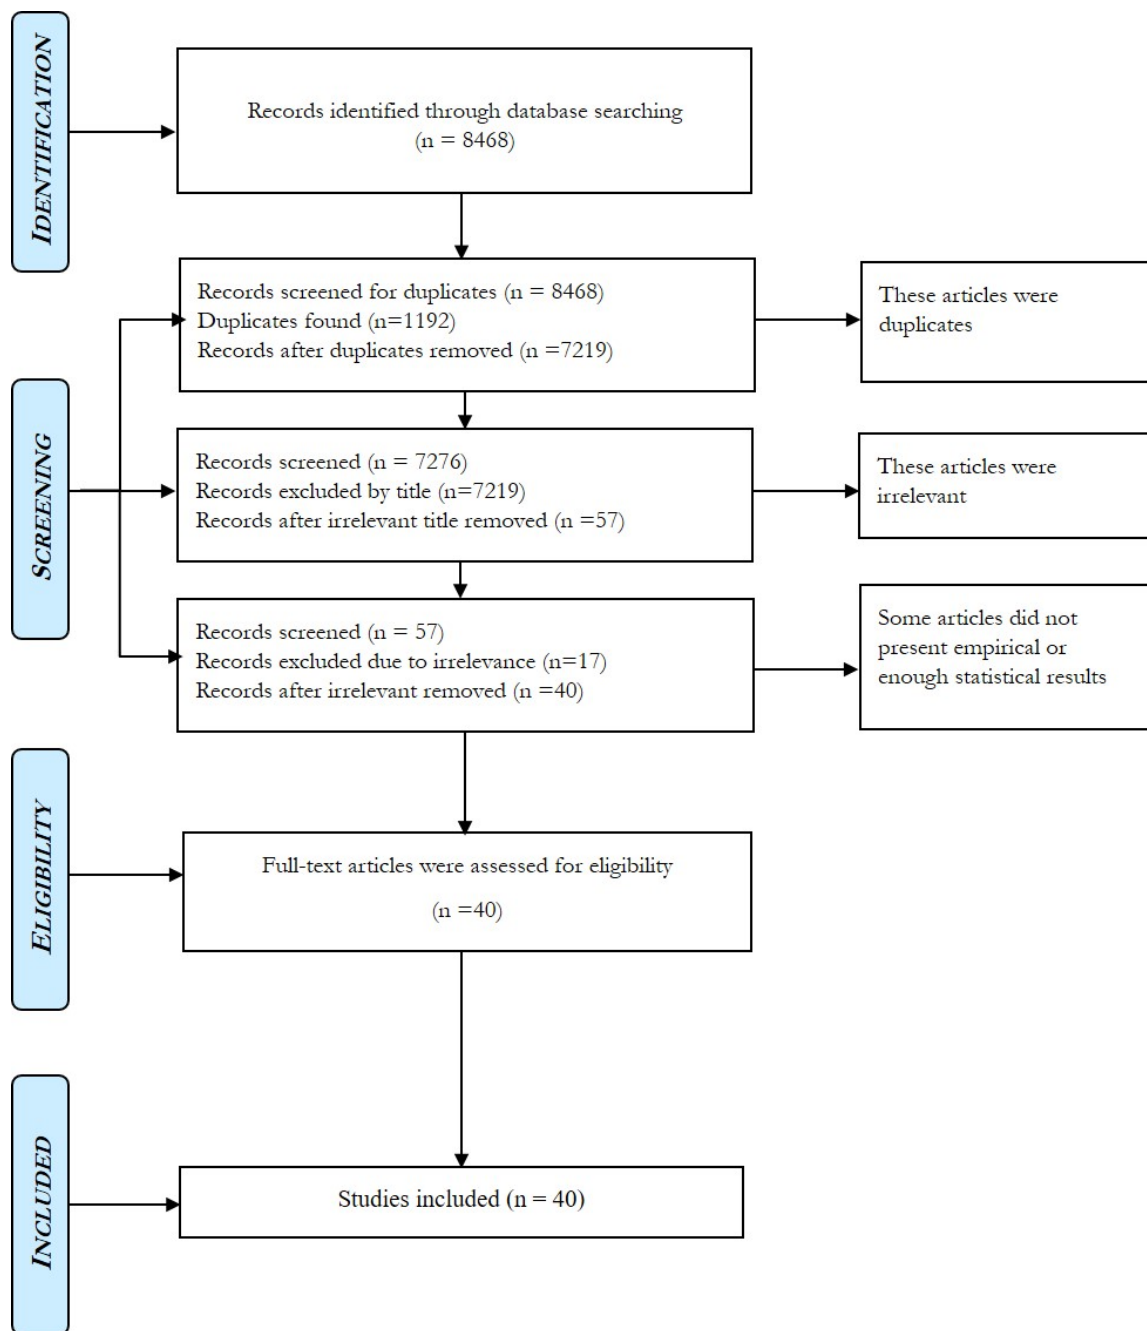 IDENTIFICATION
Records identified through database searching
(n = 8468)
Records screened for duplicates (n = 8468)
Duplicates found (n=1192)
Records after duplicates removed (n =7219)
These articles were
duplicates
SCREENING
Records screened (n = 7276)
Records excluded by title (n=7219)
Records after irrelevant title removed (n =57)
These articles were
irrelevant
Records screened (n = 57)
Records excluded due to irrelevance (n=17)
Records after irrelevant removed (n =40)
Some articles did not
present empirical or
enough statistical results
ELIGIBILITY
Full-text articles were assessed for eligibility
(n =40)
INCLUDED
Studies included (n = 40)